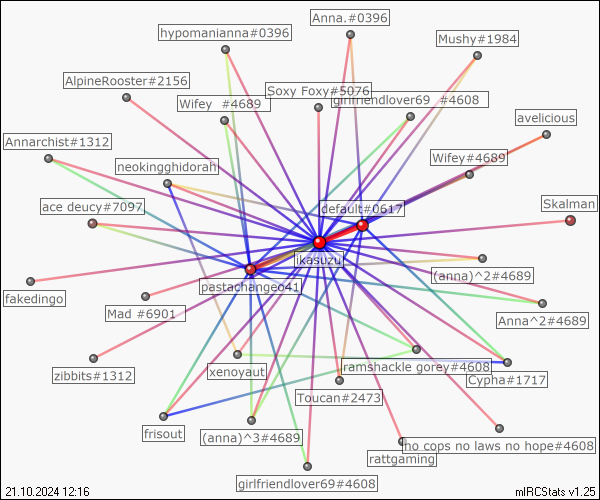 Anna.#0396
hypomanianna#0396
Mushy#1984
AlpineRooster#2156
Soxy Foxy#5076
Wifey #4689
girlfriendlover69 #4608
avelicious
Annarchist#1312
Wifey#4689
neokingghidorah
ace deucy#7097
default#0617
Skalman
ikasuzu
(anna)^2#4689
pastachangeo41
fakedingo
Mad #6901
Anna^2#4689
zibbits#1312
xenoyaut
ramshackle gorey#4608
Cypha#1717
Toucan#2473
frisout
(anna)^3#4689
no cops no laws no hope#4608
rattgaming
girlfriendlover69#4608
21.10.2024 12:16
mIRCStats v1.25